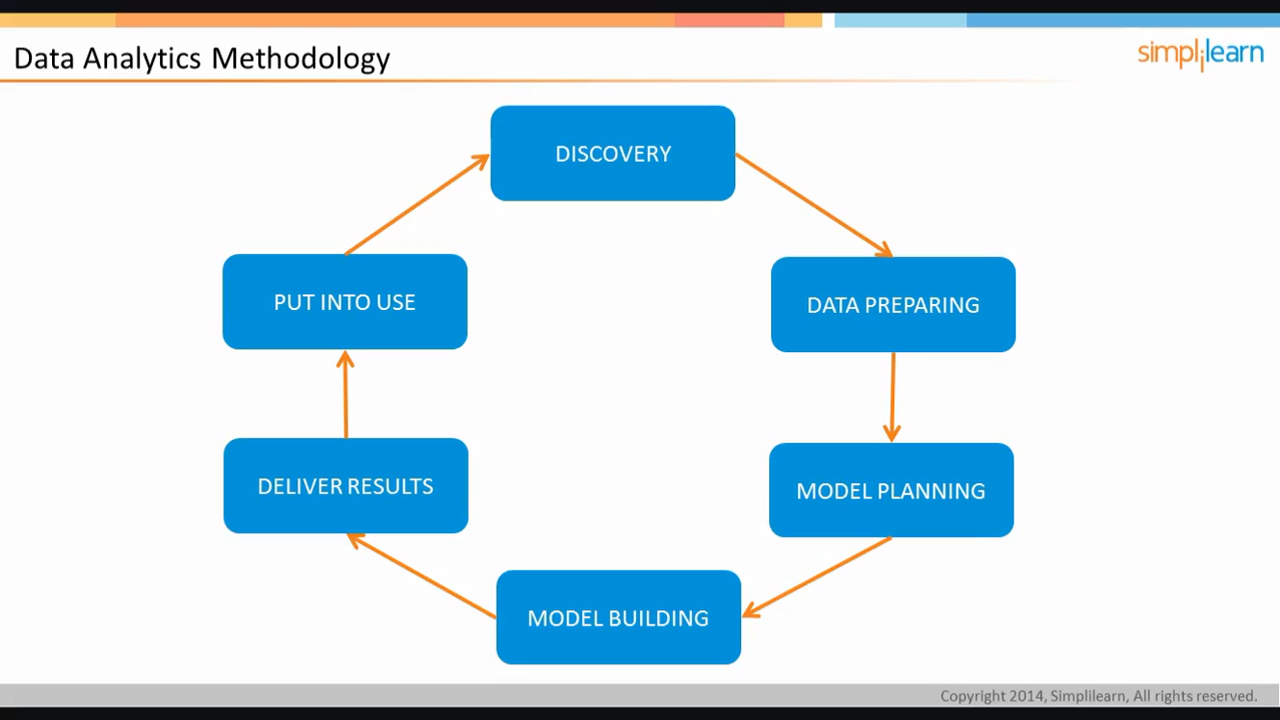 Data Analytics Methodology
simplilearn
DISCOVERY
DATA PREPARING
MODEL PLANNING
MODEL BUILDING
DELIVER RESULTS
PUT INTO USE
Copyright 2014, Simplilearn, All rights reserved.